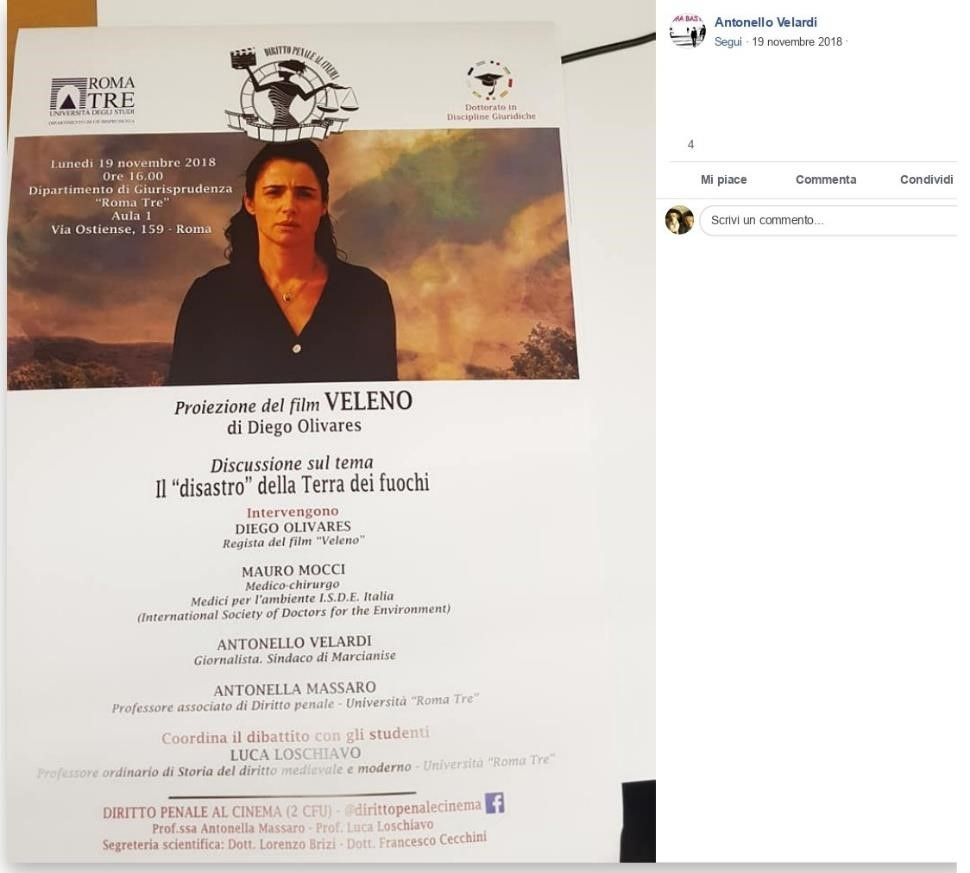 DIRITTO PENALE AL CINEMA
ROMA
TRE
UNIVERSITÀ DEGLI STUDI
DIPARTIMENTO DI GIURISPRUDENZA
Dottorato in
Discipline Giuridiche
Lunedì 19 novembre 2018
Ore 16.00
Dipartimento di Giurisprudenza
"Roma Tre"
Aula 1
Via Ostiense, 159 - Roma
Proiezione del film VELENO
di Diego Olivares
Discussione sul tema
Il "disastro" della Terra dei fuochi
Intervengono
DIEGO OLIVARES
Regista del film "Veleno"
MAURO MOCCI
Medico-chirurgo
Medici per l'ambiente I.S.D.E. Italia
(International Society of Doctors for the Environment)
ANTONELLO VELARDI
Giornalista. Sindaco di Marcianise
ANTONELLA MASSARO
Professore associato di Diritto penale - Università "Roma Tre"
Coordina il dibattito con gli studenti
LUCA LOSCHIAVO
Professore ordinario di Storia del diritto medievale e moderno - Università "Roma Tre"
DIRITTO PENALE AL CINEMA (2 CFU) - @dirittopenalecinema f
Prof.ssa Antonella Massaro - Prof. Luca Loschiavo
Segreteria scientifica: Dott. Lorenzo Brizi - Dott. Francesco Cecchini
Antonello Velardi
Segui · 19 novembre 2018 ·
4
Mi piace Commenta Condividi
Scrivi un commento...